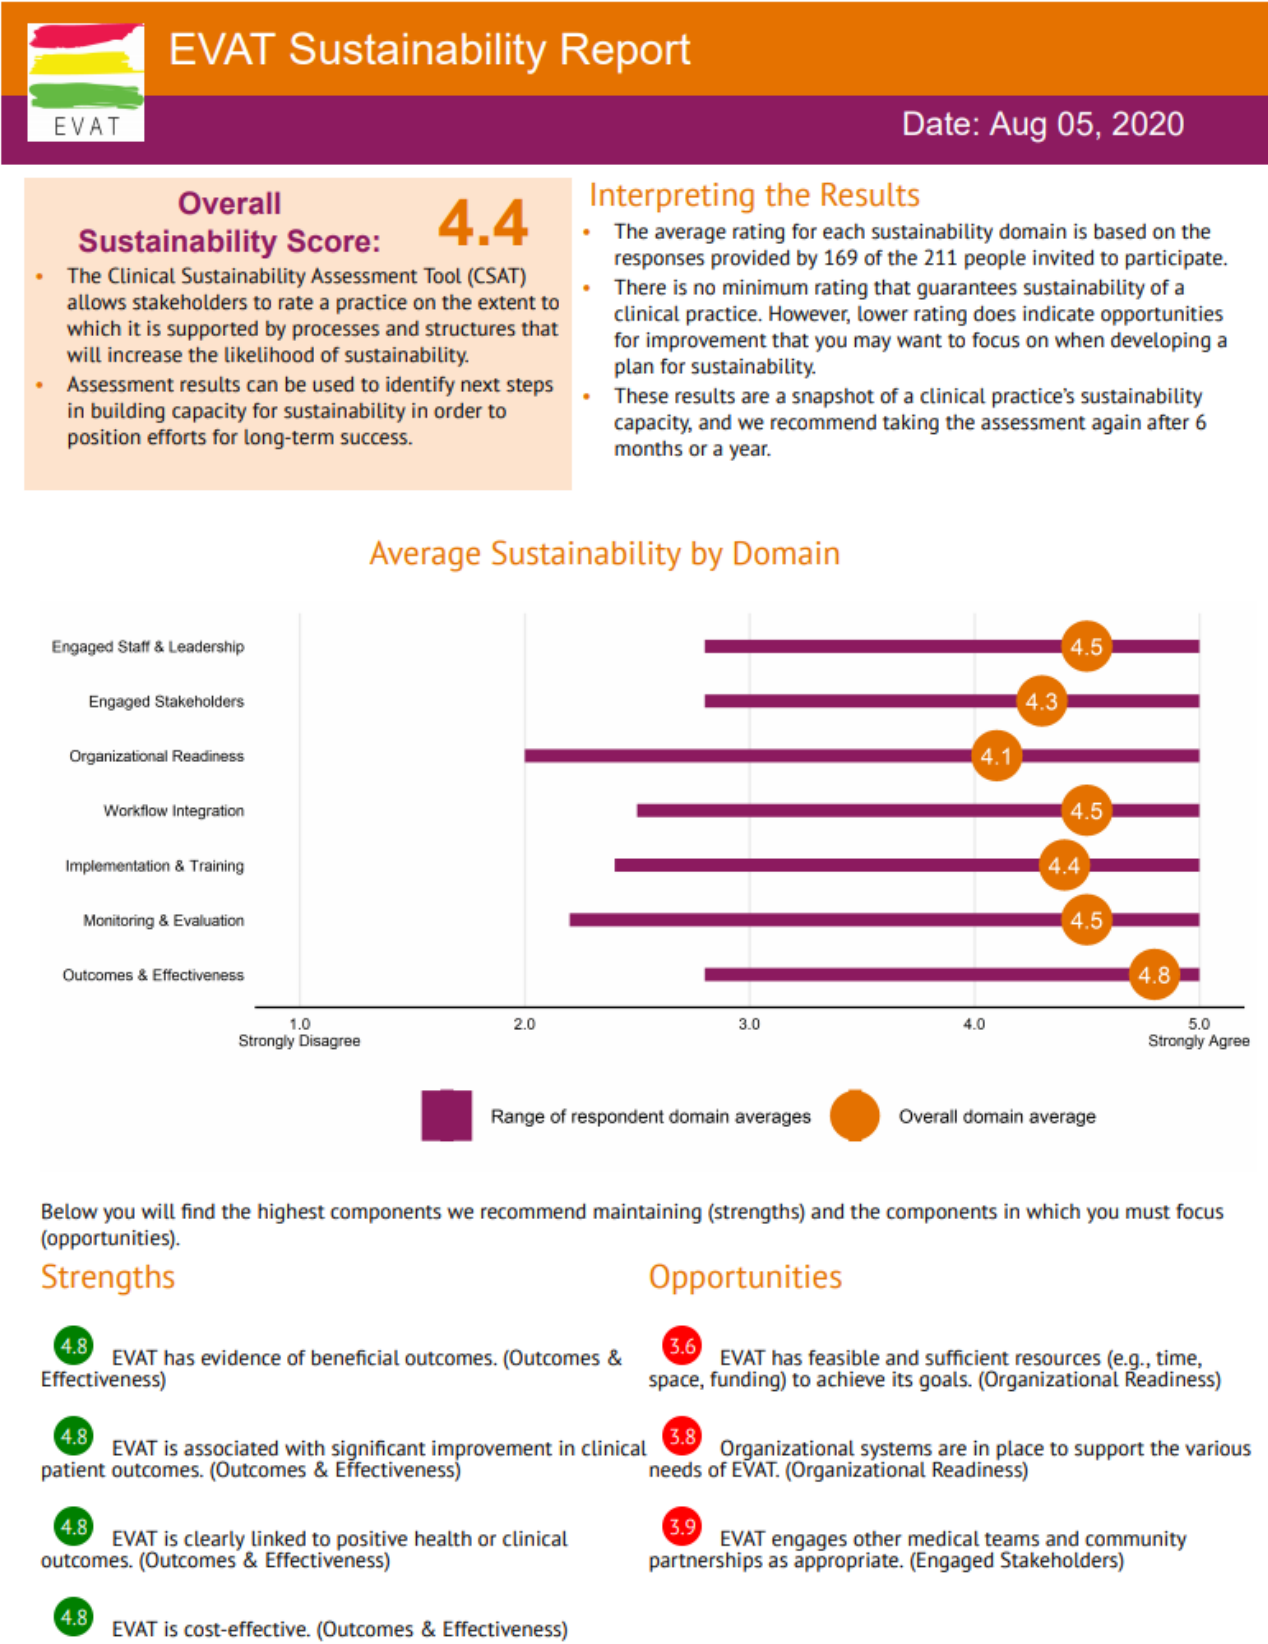 EVAT Sustainability Report
EVAT
Date: Aug 05, 2020
Overall
Sustainability Score:
4.4
• The Clinical Sustainability Assessment Tool (CSAT)
allows stakeholders to rate a practice on the extent to
which it is supported by processes and structures that
will increase the likelihood of sustainability.
• Assessment results can be used to identify next steps
in building capacity for sustainability in order to
position efforts for long-term success.
Interpreting the Results
• The average rating for each sustainability domain is based on the
responses provided by 169 of the 211 people invited to participate.
• There is no minimum rating that guarantees sustainability of a
clinical practice. However, lower rating does indicate opportunities
for improvement that you may want to focus on when developing a
plan for sustainability.
• These results are a snapshot of a clinical practice's sustainability
capacity, and we recommend taking the assessment again after 6
months or a year.
Average Sustainability by Domain
Engaged Staff & Leadership 4.5
Engaged Stakeholders 4.3
Organizational Readiness 4.1
Workflow Integration 4.5
Implementation & Training 4.4
Monitoring & Evaluation 4.5
Outcomes & Effectiveness 4.8
1.0 2.0 3.0 4.0 5.0
Strongly Disagree Strongly Agree
Range of respondent domain averages Overall domain average
Below you will find the highest components we recommend maintaining (strengths) and the components in which you must focus
(opportunities).
Strengths
4.8 EVAT has evidence of beneficial outcomes. (Outcomes &
Effectiveness)
4.8 EVAT is associated with significant improvement in clinical
patient outcomes. (Outcomes & Effectiveness)
4.8 EVAT is clearly linked to positive health or clinical
outcomes. (Outcomes & Effectiveness)
4.8 EVAT is cost-effective. (Outcomes & Effectiveness)
Opportunities
3.6 EVAT has feasible and sufficient resources (e.g., time,
space, funding) to achieve its goals. (Organizational Readiness)
3.8 Organizational systems are in place to support the various
needs of EVAT. (Organizational Readiness)
3.9 EVAT engages other medical teams and community
partnerships as appropriate. (Engaged Stakeholders)